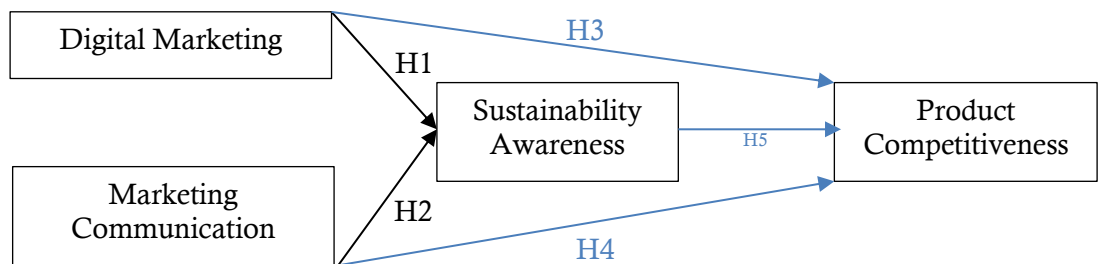 Digital Marketing
H3
H1
Sustainability
Awareness
H5
Product
Competitiveness
Marketing
Communication
H2
H4